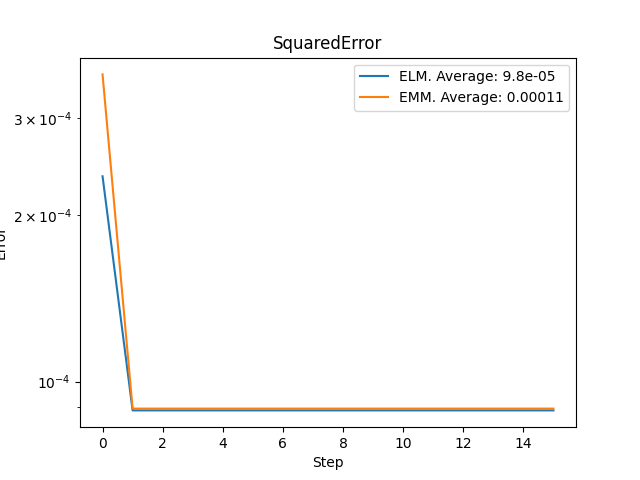 SquaredError
ELM. Average: 9.8e-05
EMM. Average: 0.00011
3 × 10⁻⁴
2 × 10⁻⁴
10⁻⁴
Error
0 2 4 6 8 10 12 14
Step